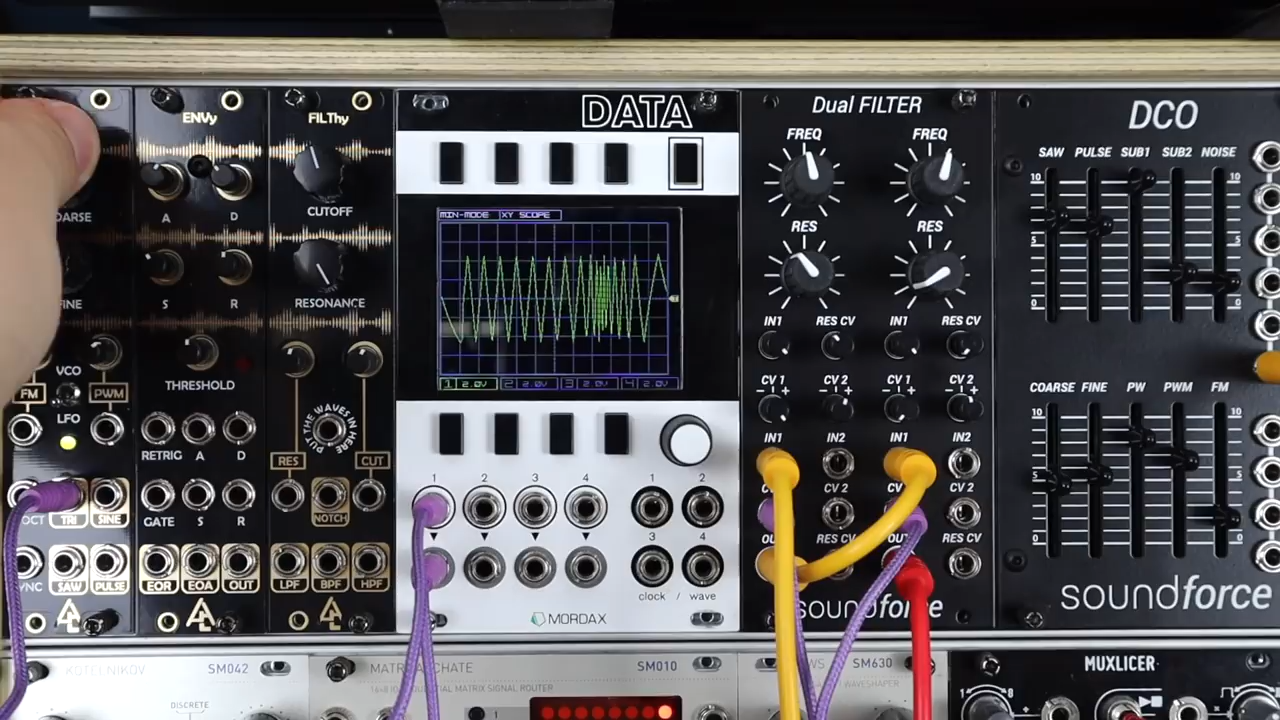 ENVy
FILThy
DATA
Dual FILTER
DCO
FREQ
FREQ
SAW PULSE SUB1 SUB2 NOISE
10
10
A
D
CUTOFF
MIN-MODE XY SCOPE
RES
RES
5
5
S
R
RESONANCE
0
0
IN1
RES CV
IN1
RES CV
VCO
THRESHOLD
1 2.0V 2 2.0V 3 2.0V 4 2.0V
CV 1
CV 2
CV 1
CV 2
COARSE FINE PW PWM FM
FM
PWM
LFO
PUT THE WAVES IN HERE
10
10
RETRIG
A
D
RES
CUT
IN1
IN2
IN1
IN2
1
2
3
4
1
2
5
5
OCT
TRI
SINE
GATE
S
R
NOTCH
CV 2
CV 2
3
4
RES CV
RES CV
0
0
SAW
PULSE
EOR
EOA
OUT
LPF
BPF
HPF
clock / wave
MORDAX
soundforce
soundforce
KOTELNIKOV
SM042
SM010
SM630
WAVESHAPER
MUXLICER
DISCRETE
1
8
1